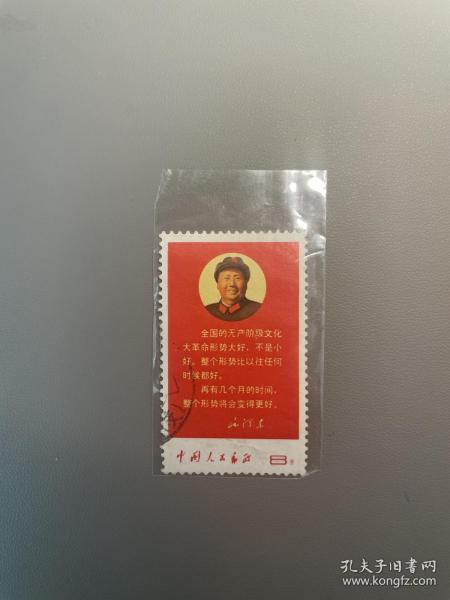 全国的无产阶级文化
大革命形势大好，不是小
好。整个形势比以往任何
时候都好。
再有几个月的时间，
整个形势将会变得更好。
毛泽东
中国人民邮政
8分
孔夫子旧书网
www.kongfz.com